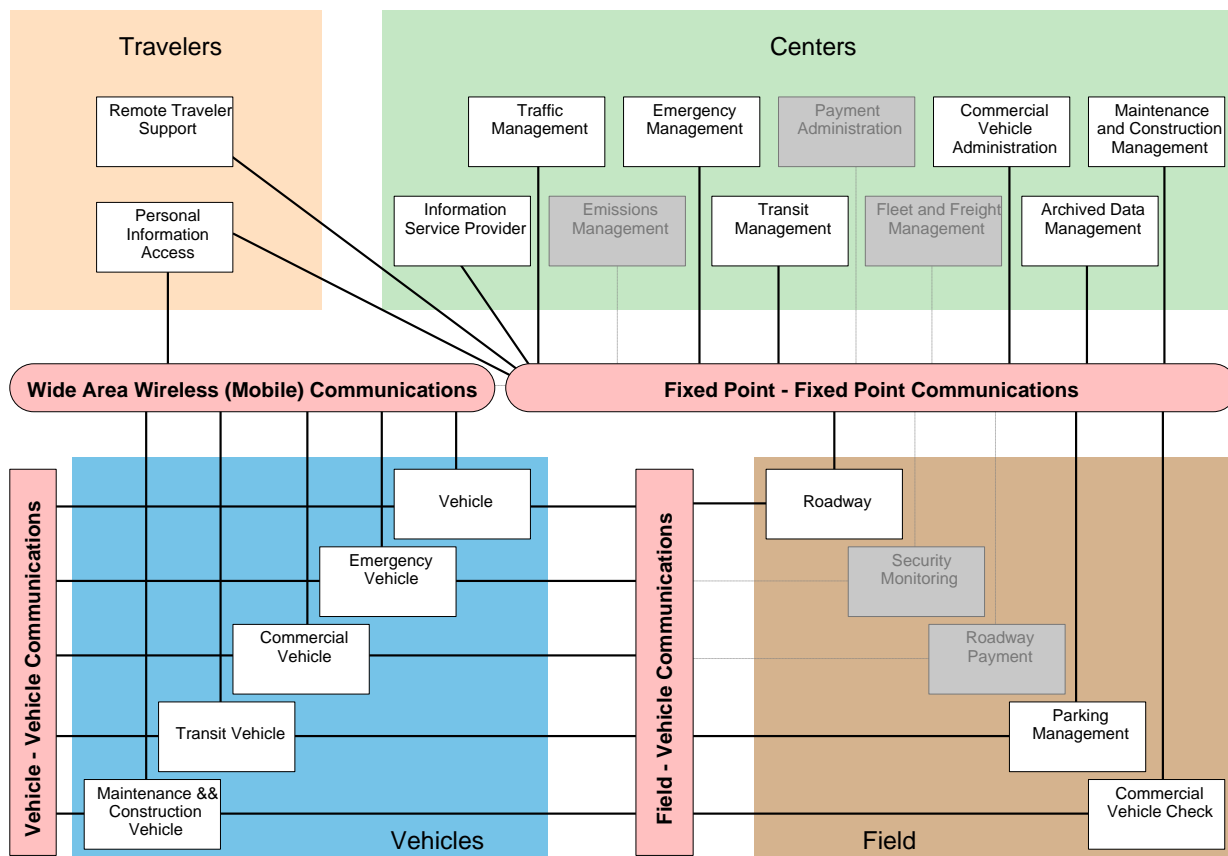 Travelers
Centers
Remote Traveler
Support
Traffic
Management
Emergency
Management
Payment
Administration
Commercial
Vehicle
Administration
Maintenance
and Construction
Management
Personal
Information
Access
Information
Service Provider
Emissions
Management
Transit
Management
Fleet and Freight
Management
Archived Data
Management
Wide Area Wireless (Mobile) Communications
Fixed Point - Fixed Point Communications
Vehicle - Vehicle Communications
Vehicle
Emergency
Vehicle
Commercial
Vehicle
Transit Vehicle
Maintenance &&
Construction
Vehicle
Vehicles
Field - Vehicle Communications
Roadway
Security
Monitoring
Roadway
Payment
Parking
Management
Commercial
Vehicle Check
Field